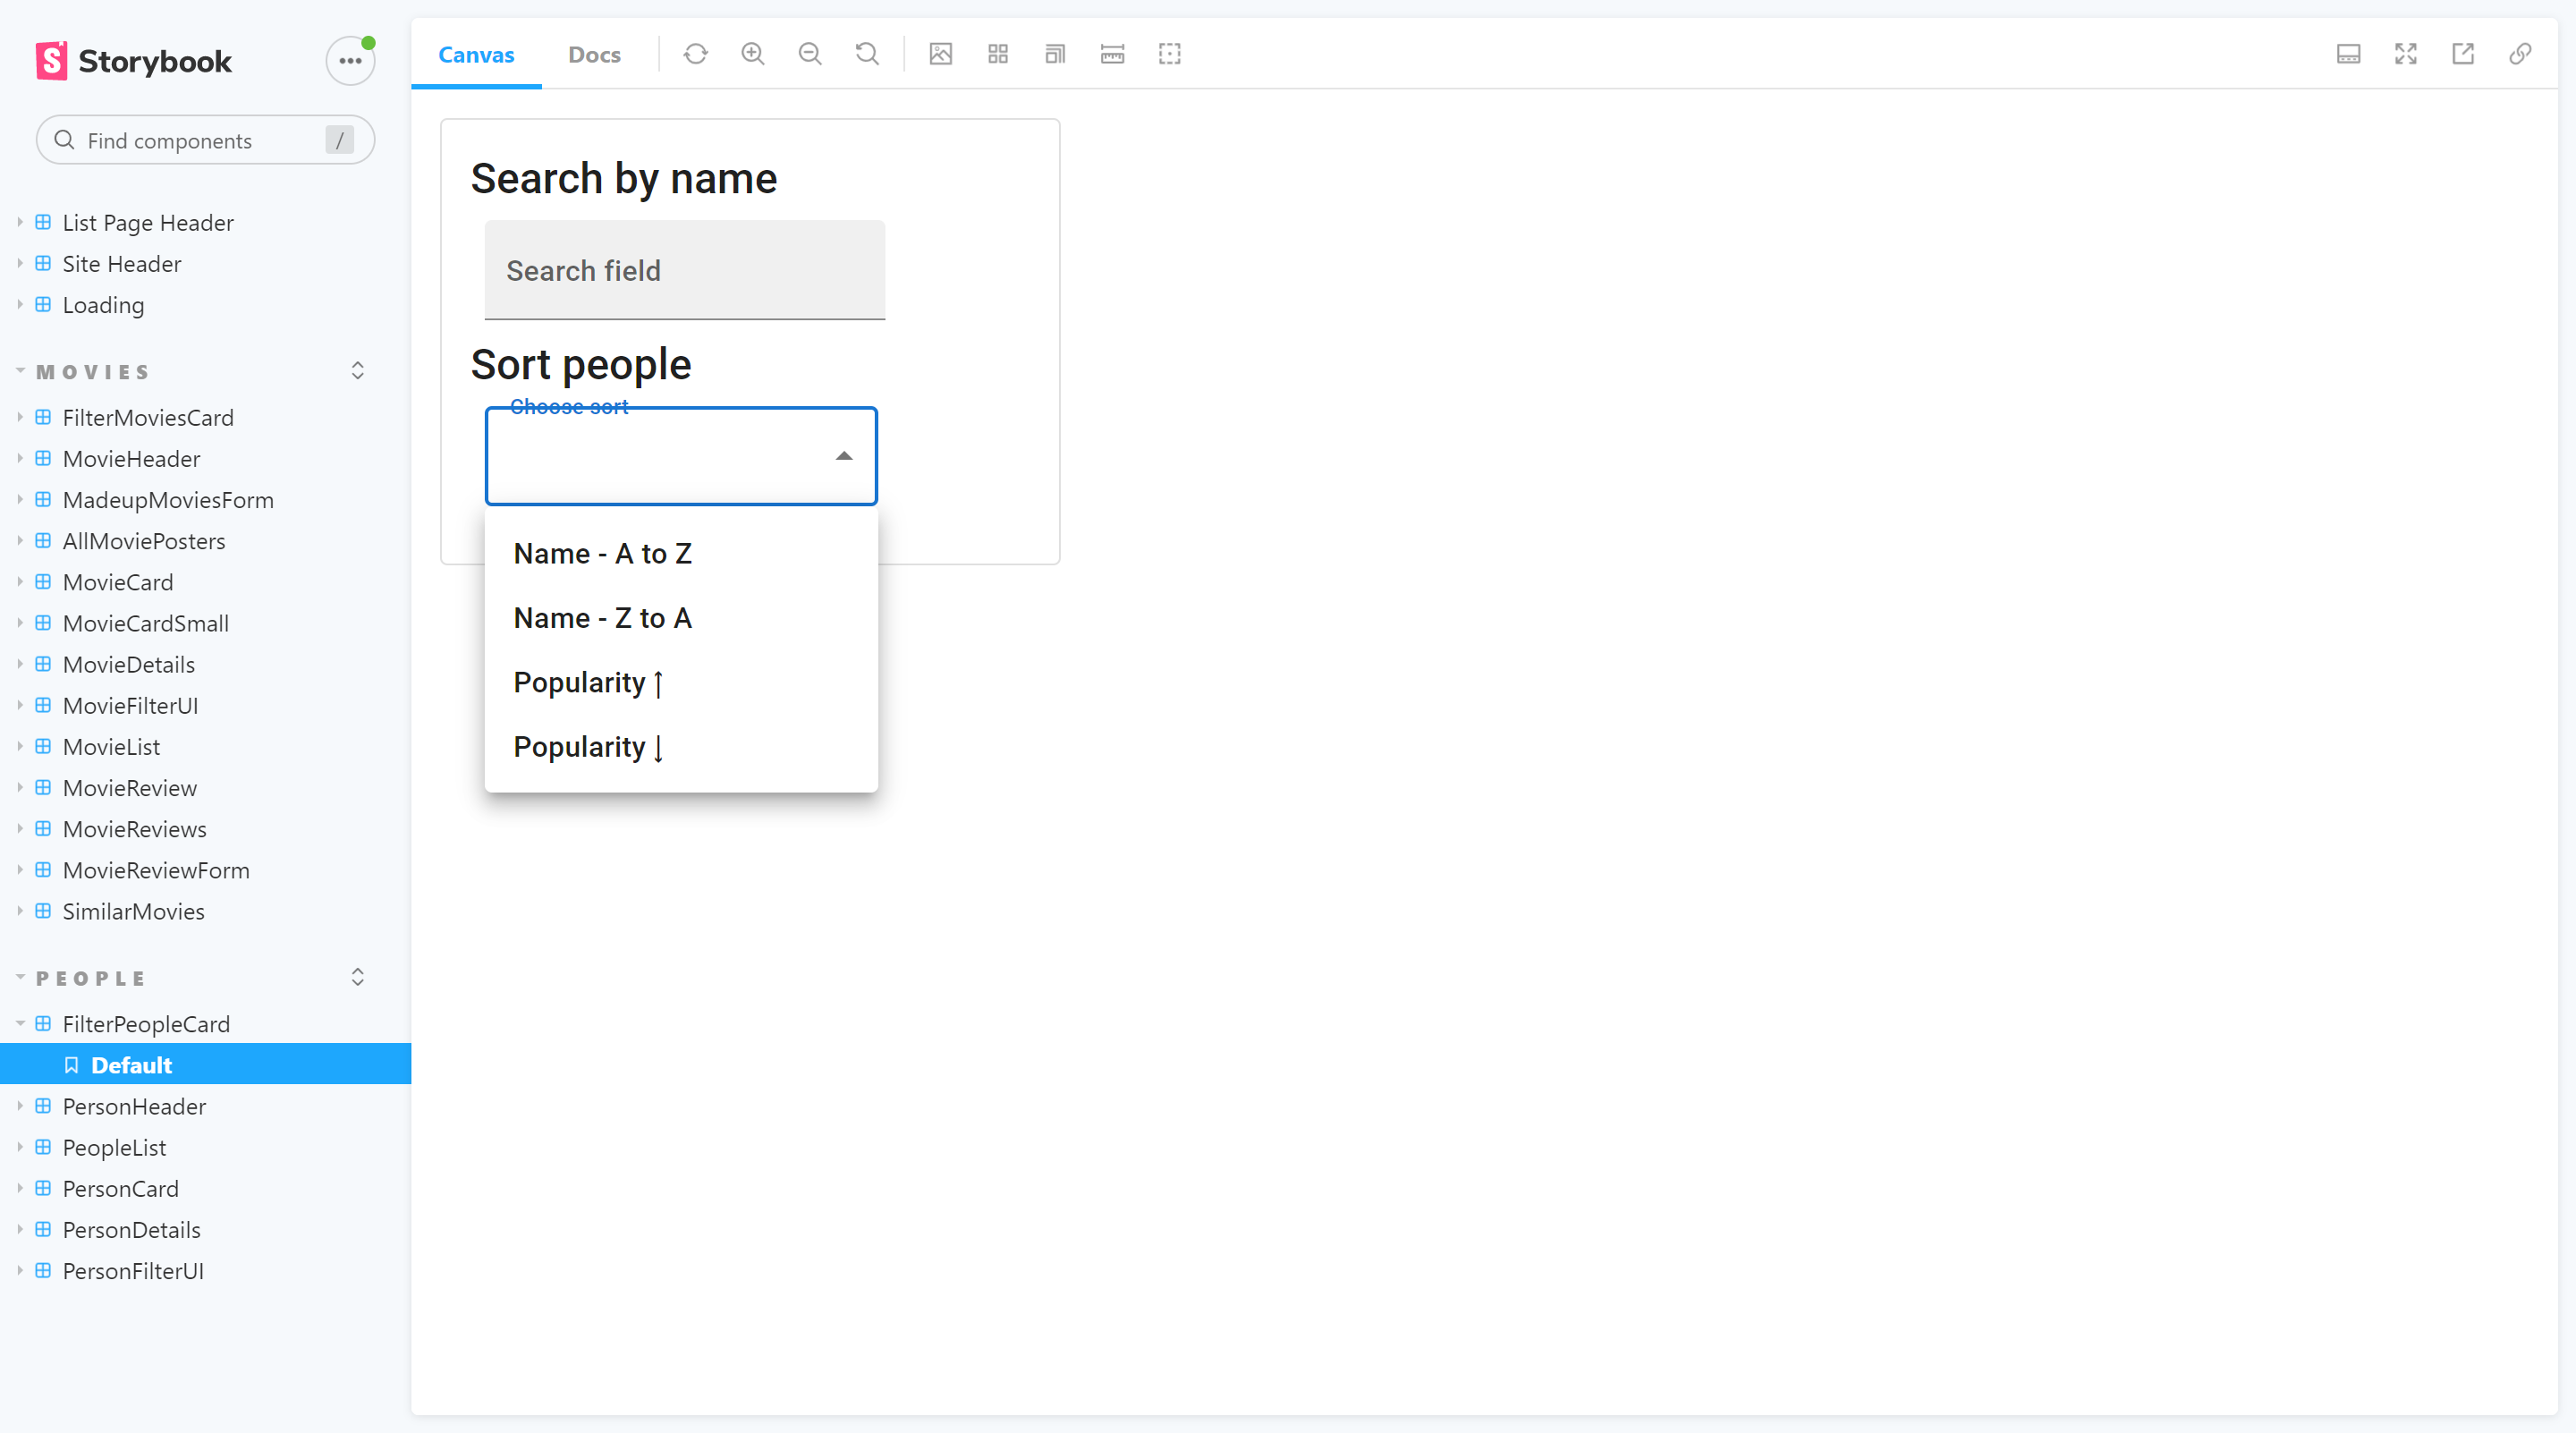 Storybook
Find components
/
List Page Header
Site Header
Loading
MOVIES
FilterMoviesCard
MovieHeader
MadeupMoviesForm
AllMoviePosters
MovieCard
MovieCardSmall
MovieDetails
MovieFilterUI
MovieList
MovieReview
MovieReviews
MovieReviewForm
SimilarMovies
PEOPLE
FilterPeopleCard
Default
PersonHeader
PeopleList
PersonCard
PersonDetails
PersonFilterUI
Canvas
Docs
Search by name
Search field
Sort people
Choose sort
Name - A to Z
Name - Z to A
Popularity ↑
Popularity ↓